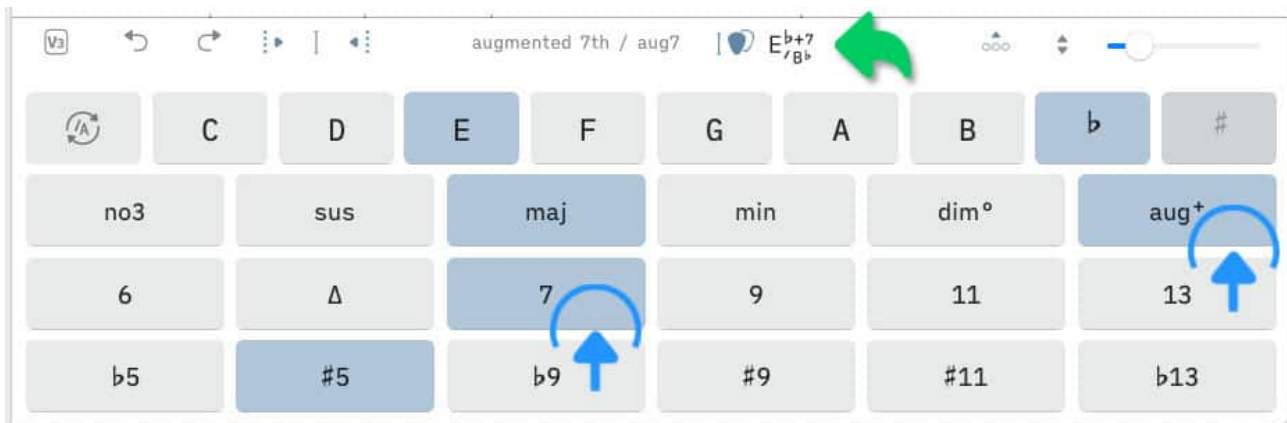 V3 augmented 7th / aug7 E♭+7/B♭
/A C D E F G A B ♭ ♯
no3 sus maj min dim° aug⁺
6 Δ 7 9 11 13
♭5 ♯5 ♭9 ♯9 ♯11 ♭13